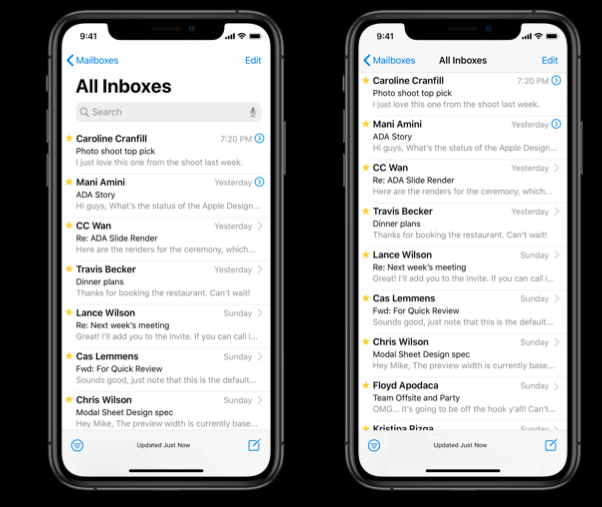 9:41
Mailboxes Edit
All Inboxes
Search
Caroline Cranfill 7:20 PM
Photo shoot top pick
I just love this one from the shoot last week.
Mani Amini Yesterday
ADA Story
Hi guys, What's the status of the Apple Design...
CC Wan Yesterday
Re: ADA Slide Render
Here are the renders for the ceremony, which...
Travis Becker Yesterday
Dinner plans
Thanks for booking the restaurant. Can't wait!
Lance Wilson Sunday
Re: Next week's meeting
Great! I'll add you to the invite. If you can call i...
Cas Lemmens Sunday
Fwd: For Quick Review
Sounds good, just note that this is the default...
Chris Wilson Sunday
Modal Sheet Design spec
Hey Mike, The preview width is currently base...
Updated Just Now
9:41
Mailboxes All Inboxes Edit
Caroline Cranfill 7:20 PM
Photo shoot top pick
I just love this one from the shoot last week.
Mani Amini Yesterday
ADA Story
Hi guys, What's the status of the Apple Design...
CC Wan Yesterday
Re: ADA Slide Render
Here are the renders for the ceremony, which...
Travis Becker Yesterday
Dinner plans
Thanks for booking the restaurant. Can't wait!
Lance Wilson Sunday
Re: Next week's meeting
Great! I'll add you to the invite. If you can call i...
Cas Lemmens Sunday
Fwd: For Quick Review
Sounds good, just note that this is the default...
Chris Wilson Sunday
Modal Sheet Design spec
Hey Mike, The preview width is currently base...
Floyd Apodaca Sunday
Team Offsite and Party
OMG... It's going to be off the hook y'all! Can't...
Kristina Rizga Sunday
Updated Just Now